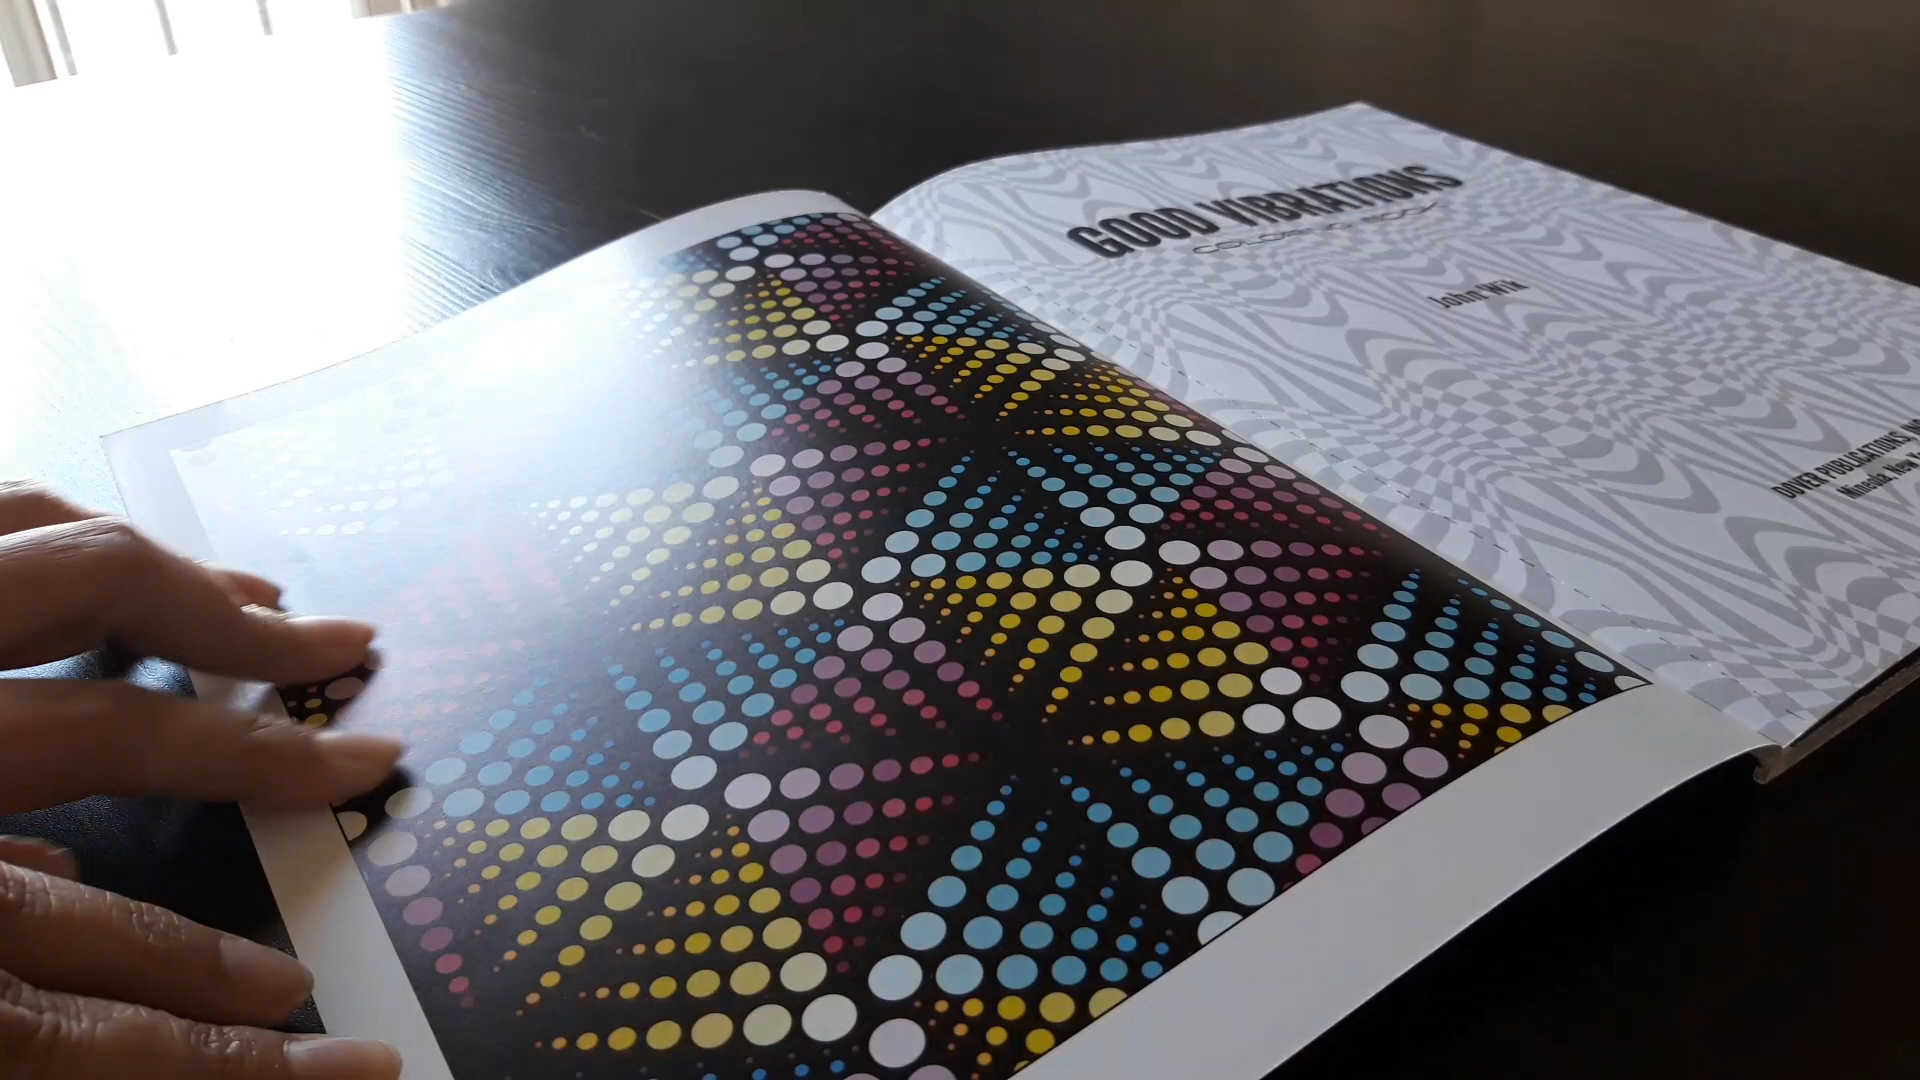 GOOD VIBRATIONS
COLORING BOOK
John Wik
DOVER PUBLICATIONS, INC.
Mineola, New York